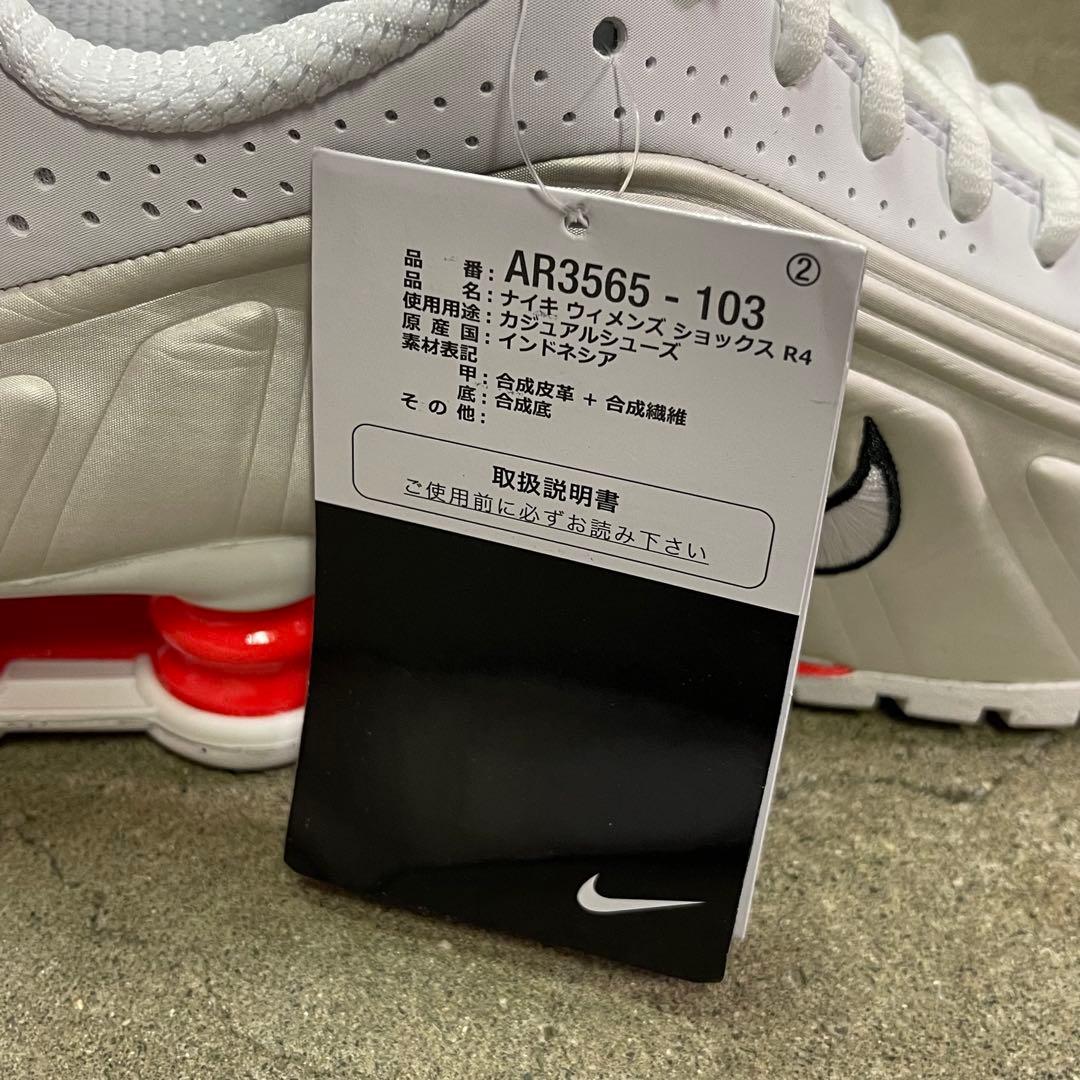 ②
品番: AR3565 - 103
品名: ナイキ ウィメンズ ショックス R4
使用用途: カジュアルシューズ
原産国: インドネシア
素材表記
甲: 合成皮革 + 合成繊維
底: 合成底
その他:
取扱説明書
ご使用前に必ずお読み下さい